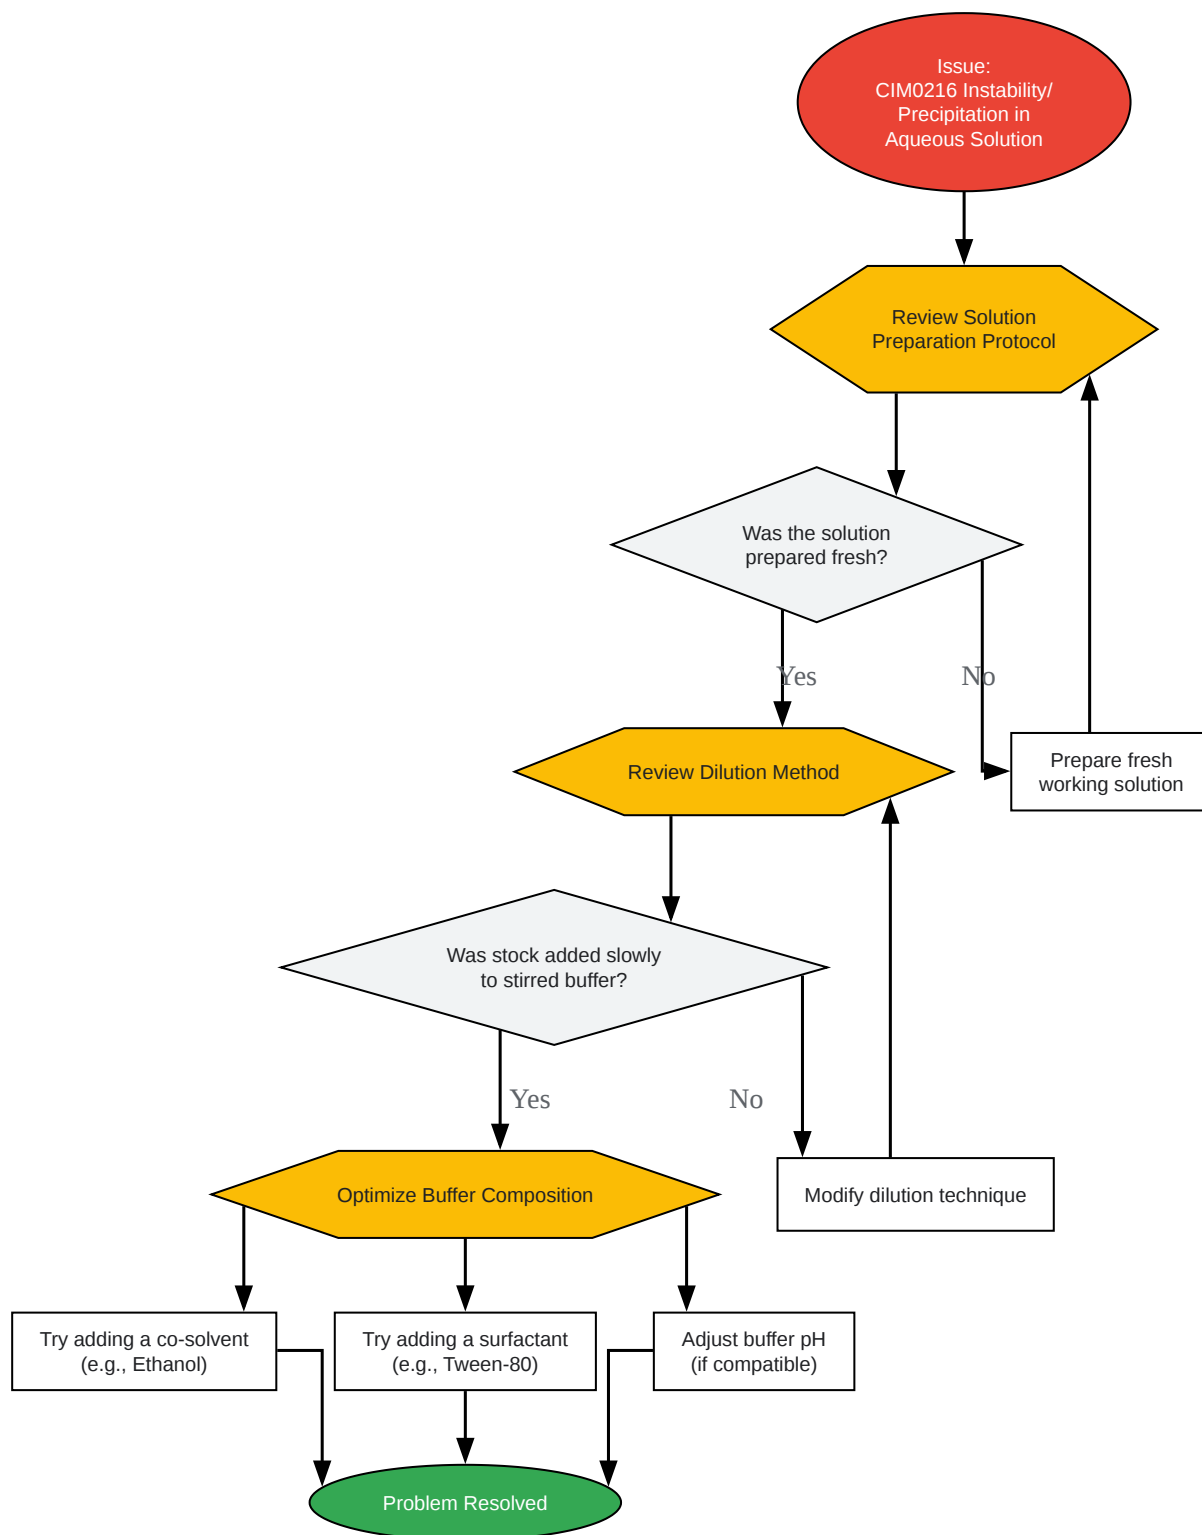 Issue:
CIM0216 Instability/
Precipitation in
Aqueous Solution
Review Solution
Preparation Protocol
Was the solution
prepared fresh?
Yes
No
Prepare fresh
working solution
Review Dilution Method
Was stock added slowly
to stirred buffer?
Yes
No
Modify dilution technique
Optimize Buffer Composition
Try adding a co-solvent
(e.g., Ethanol)
Try adding a surfactant
(e.g., Tween-80)
Adjust buffer pH
(if compatible)
Problem Resolved